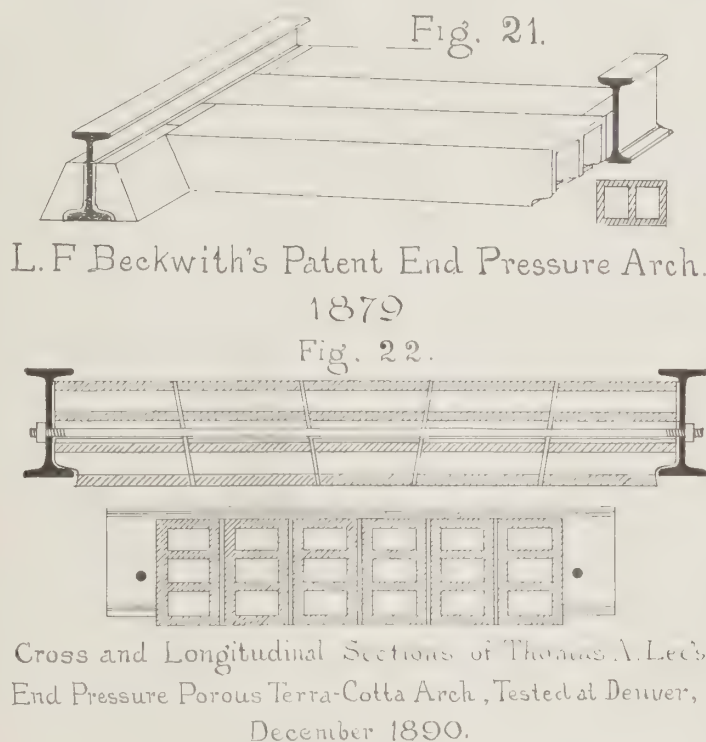 Fig. 21.
L. F Beckwith's Patent End Pressure Arch.
1879
Fig. 22.
Cross and Longitudinal Sections of Thomas A. Lee's
End Pressure Porous Terra-Cotta Arch, Tested at Denver,
December 1890.